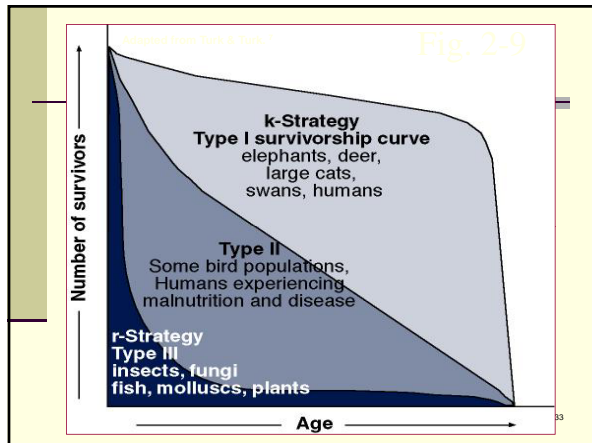 Fig. 2-9
k-Strategy
Type I survivorship curve
elephants, deer,
large cats,
swans, humans
Type II
Some bird populations,
Humans experiencing
malnutrition and disease
r-Strategy
Type III
insects, fungi
fish, molluscs, plants
Number of survivors
Age
33